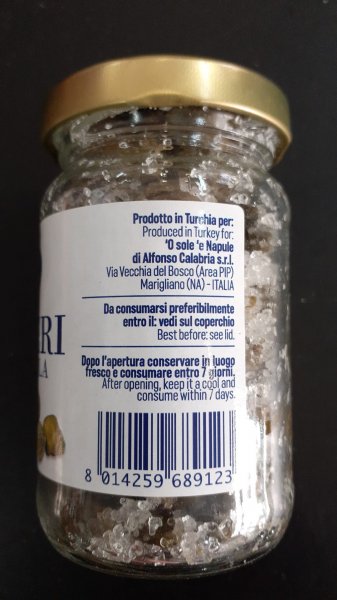 Prodotto in Turchia per:
Produced in Turkey for:
'O sole 'e Napule
di Alfonso Calabria s.r.l.
Via Vecchia del Bosco (Area PIP)
Marigliano (NA) - ITALIA
Da consumarsi preferibilmente
entro il: vedi sul coperchio
Best before: see lid.
Dopo l'apertura conservare in luogo
fresco e consumare entro 7 giorni.
After opening, keep it a cool and
consume within 7 days.
8 014259 689123